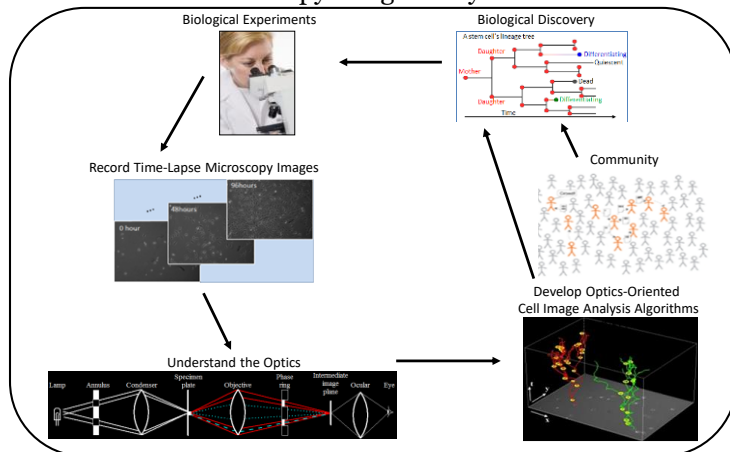 Biological Experiments
Biological Discovery
A stem cell's lineage tree
Daughter
Differentiating
Quiescent
Mother
Dead
Daughter
Differentiating
Time
Record Time-Lapse Microscopy Images
96hours
48hours
0 hour
Community
Develop Optics-Oriented
Cell Image Analysis Algorithms
Understand the Optics
Lamp Annulus Condenser Specimen plate Objective Phase ring Intermediate image plane Ocular Eye
t
y
x